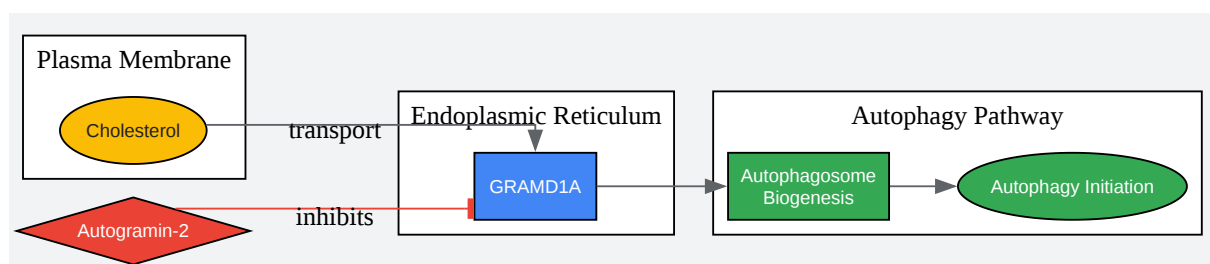 Plasma Membrane
Cholesterol
transport
Endoplasmic Reticulum
GRAMD1A
Autophagy Pathway
Autophagosome
Biogenesis
Autophagy Initiation
Autogramin-2
inhibits